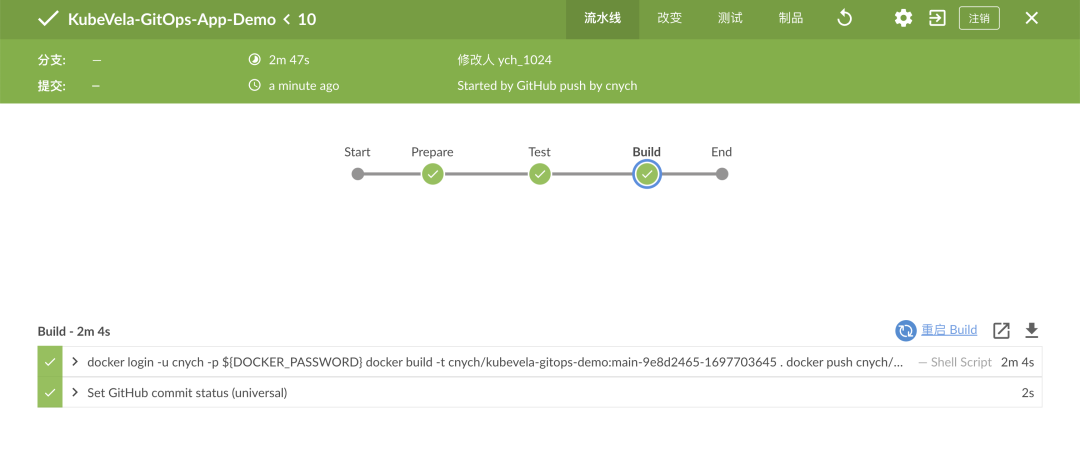 KubeVela-GitOps-App-Demo < 10 流水线 改变 测试 制品 注销
分支: — 2m 47s 修改人 ych_1024
提交: — a minute ago Started by GitHub push by cnych
Start Prepare Test Build End
Build - 2m 4s 重启 Build
docker login -u cnych -p ${DOCKER_PASSWORD} docker build -t cnych/kubevela-gitops-demo:main-9e8d2465-1697703645 . docker push cnych/... — Shell Script 2m 4s
Set GitHub commit status (universal) 2s